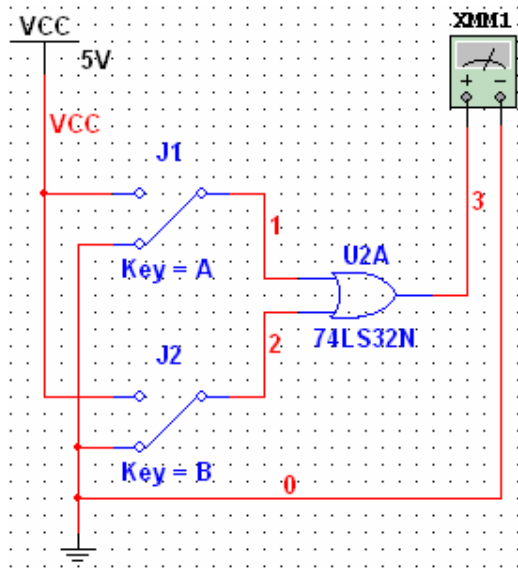 VCC
XMM1
5V
+ −
VCC
J1
3
1
Key = A
U2A
74LS32N
2
J2
Key = B
0